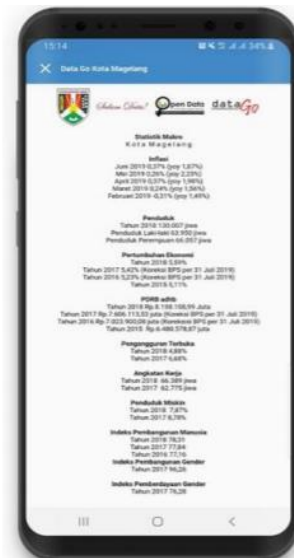 15:14
34%
Data Go Kota Magelang
Salam Data!
Open Data
dataGo
Statistik Makro
Kota Magelang
Inflasi
Juni 2019 0,37% (yoy 1,87%)
Mei 2019 0,26% (yoy 2,23%)
April 2019 0,57% (yoy 1,98%)
Maret 2019 0,24% (yoy 1,56%)
Februari 2019 -0,31% (yoy 1,49%)
Penduduk
Tahun 2018 130.007 jiwa
Penduduk Laki-laki 63.950 jiwa
Penduduk Perempuan 66.057 jiwa
Pertumbuhan Ekonomi
Tahun 2018 5,59%
Tahun 2017 5,42% (Koreksi BPS per 31 Juli 2019)
Tahun 2016 5,23% (Koreksi BPS per 31 Juli 2019)
Tahun 2015 5,11%
PDRB adhb
Tahun 2018 Rp.8.198.158,99 Juta
Tahun 2017 Rp.7.606.113,53 juta (Koreksi BPS per 31 Juli 2019)
Tahun 2016 Rp.7.023.900,08 juta (Koreksi BPS per 31 Juli 2019)
Tahun 2015 Rp.6.480.578,87 juta
Pengangguran Terbuka
Tahun 2018 4,88%
Tahun 2017 6,68%
Angkatan Kerja
Tahun 2018 66.389 jiwa
Tahun 2017 62.775 jiwa
Penduduk Miskin
Tahun 2018 7,87%
Tahun 2017 8,78%
Indeks Pembangunan Manusia
Tahun 2018 78,31
Tahun 2017 77,84
Tahun 2016 77,16
Indeks Pembangunan Gender
Tahun 2017 96,26
Indeks Pemberdayaan Gender
Tahun 2017 76,28